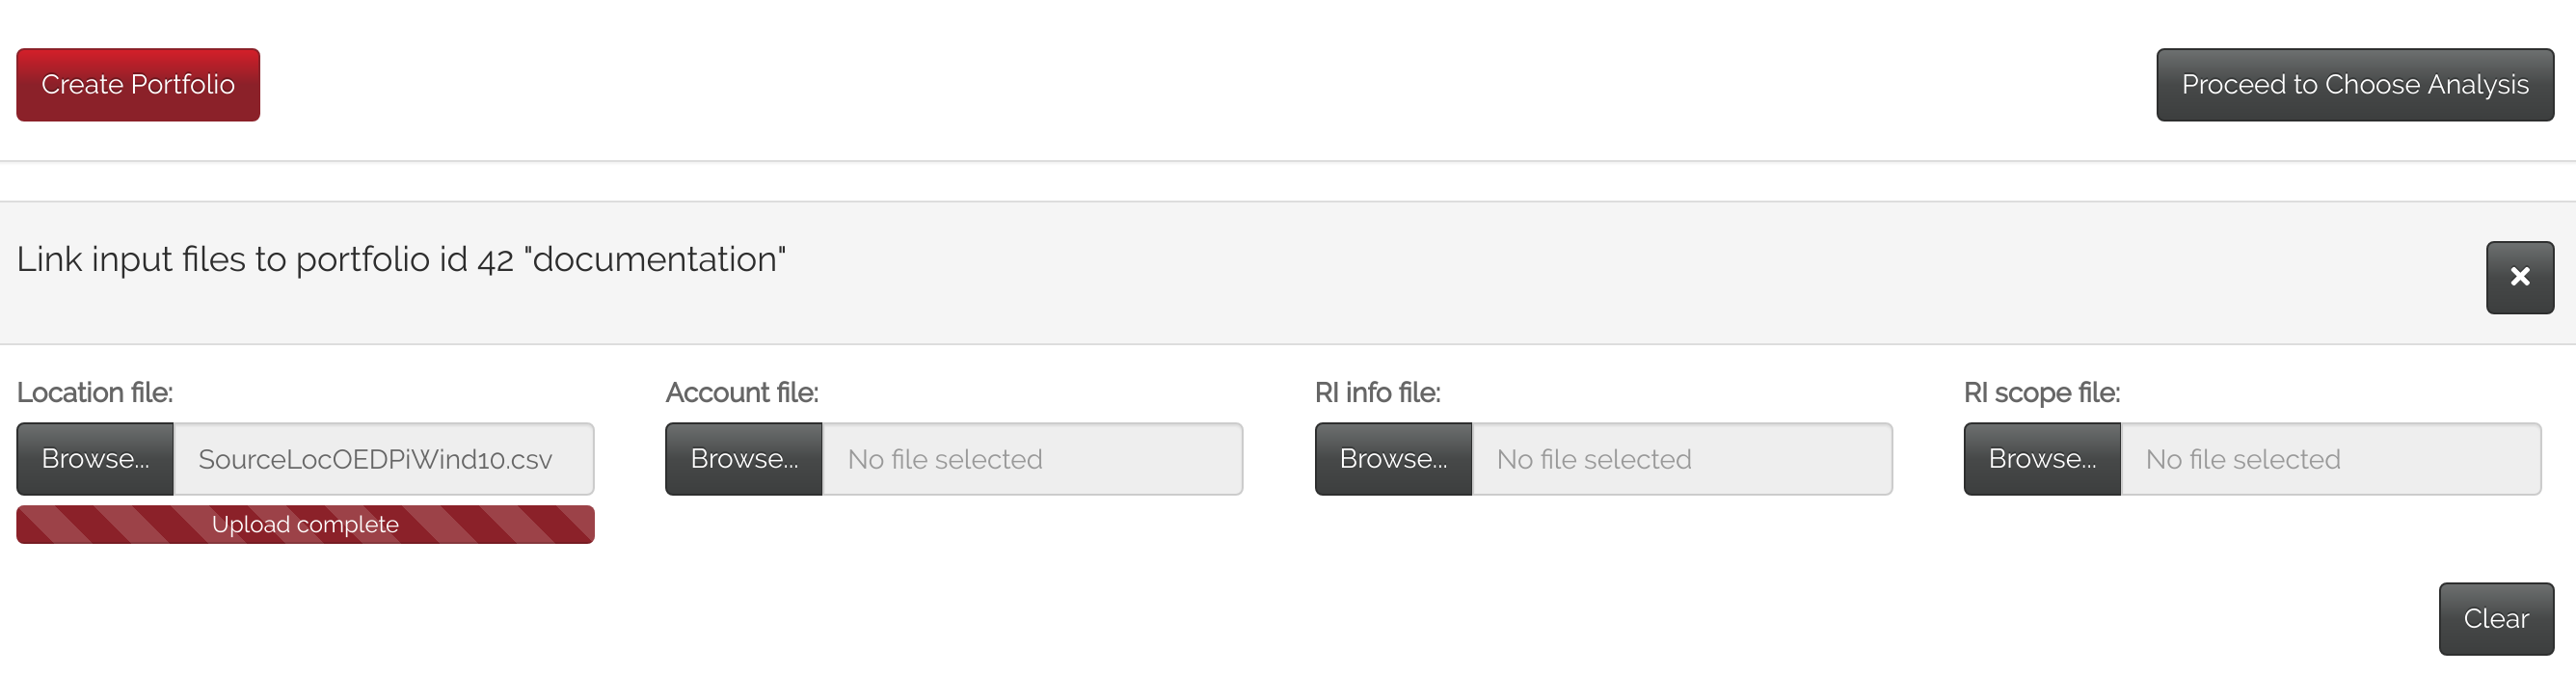 Create Portfolio
Proceed to Choose Analysis
Link input files to portfolio id 42 "documentation"
Location file:
Account file:
RI info file:
RI scope file:
Browse... SourceLocOEDPiWind10.csv
Browse... No file selected
Browse... No file selected
Browse... No file selected
Upload complete
Clear